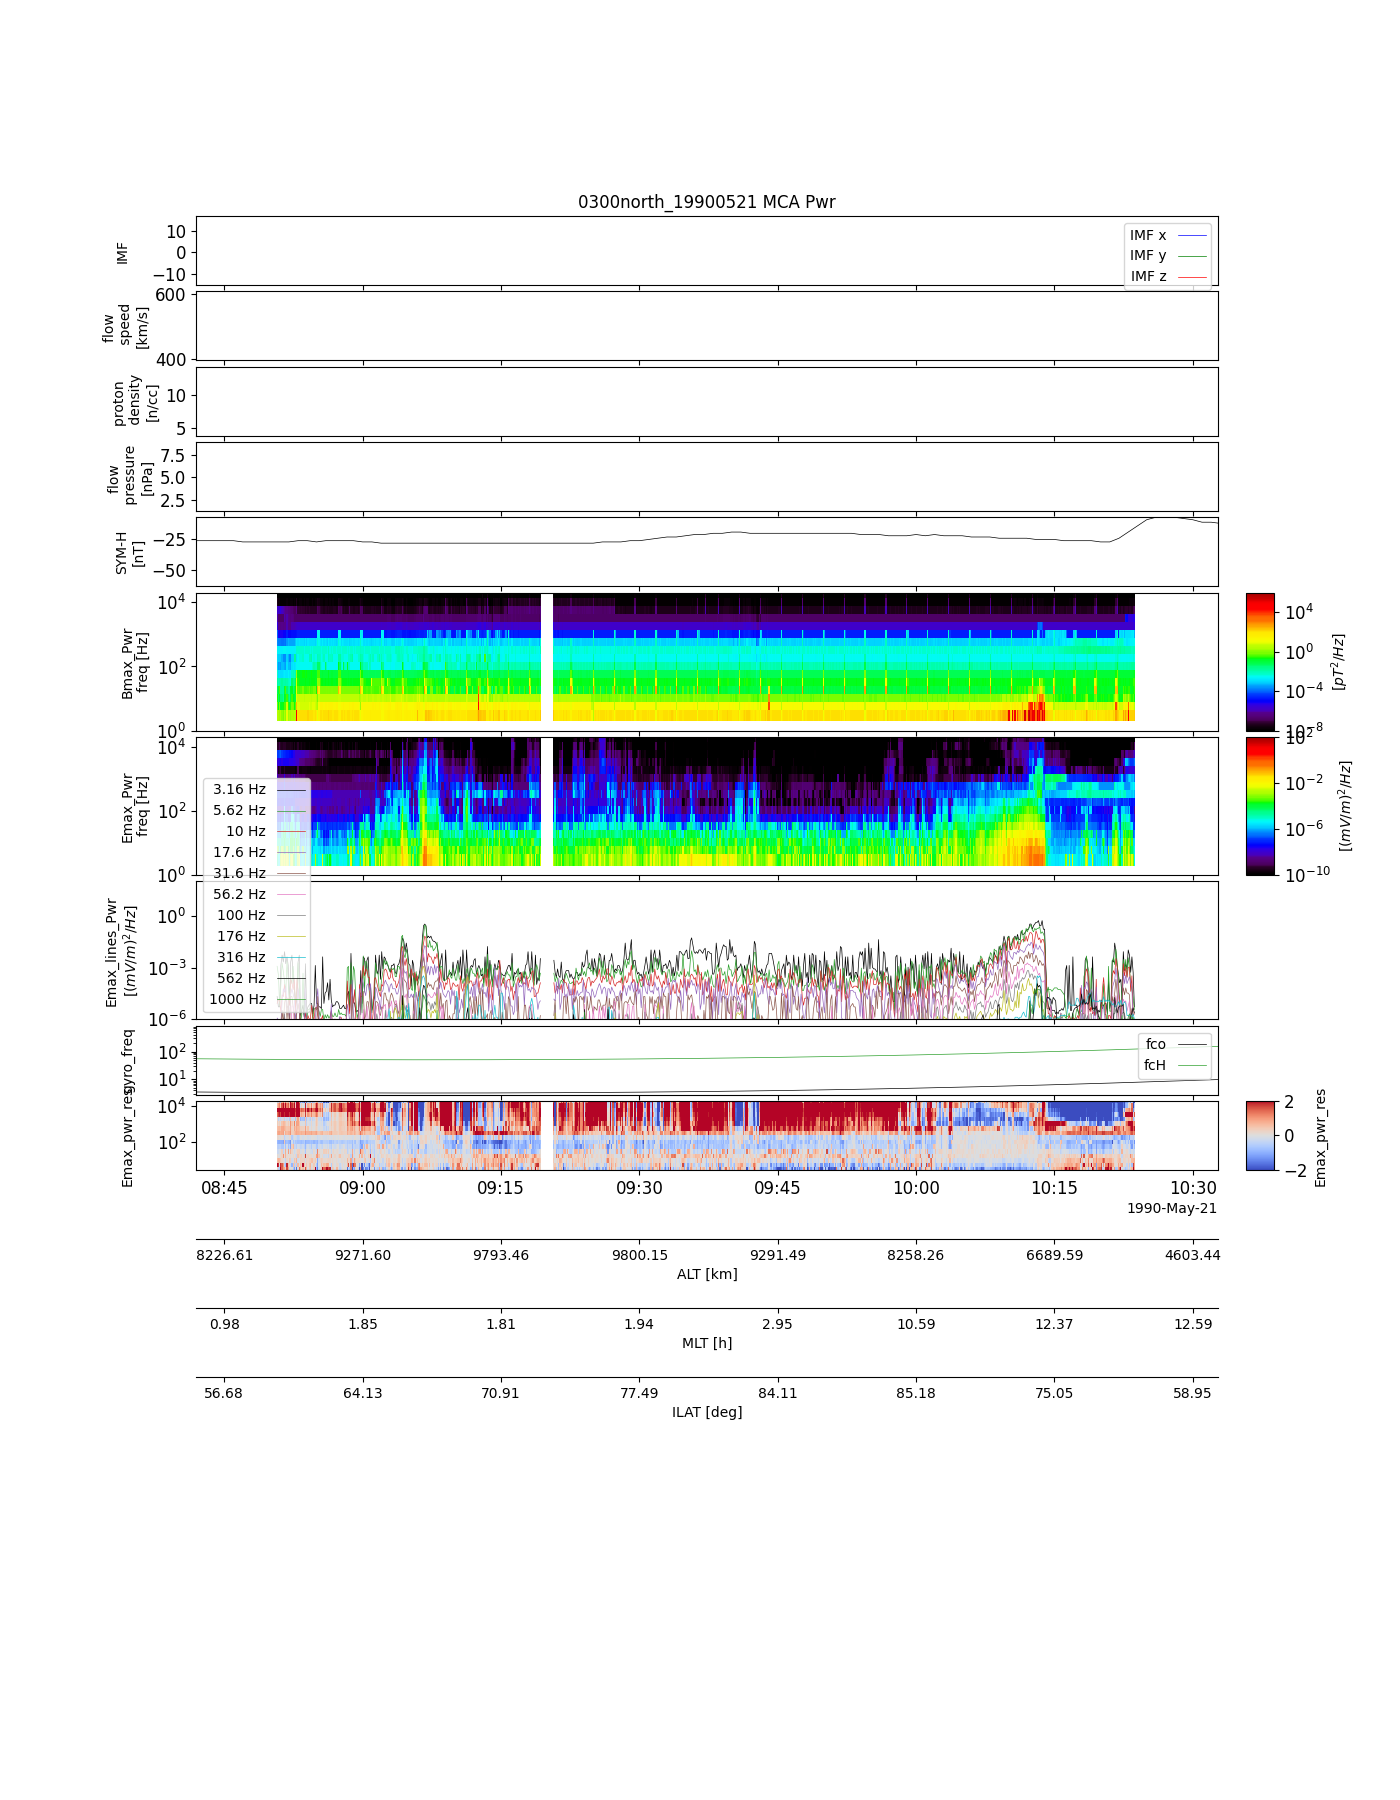 0300north_19900521 MCA Pwr
IMF
10
0
−10
IMF x
IMF y
IMF z
flow
speed
[km/s]
600
400
proton
density
[n/cc]
10
5
flow
pressure
[nPa]
7.5
5.0
2.5
SYM-H
[nT]
−25
−50
Bmax_Pwr
freq [Hz]
10^4
10^2
10^0
10^4
10^0
10^−4
10^−8
[pT^2/Hz]
Emax_Pwr
freq [Hz]
10^4
10^2
10^0
10^2
10^−2
10^−6
10^−10
[(mV/m)^2/Hz]
3.16 Hz
5.62 Hz
10 Hz
17.6 Hz
31.6 Hz
56.2 Hz
100 Hz
176 Hz
316 Hz
562 Hz
1000 Hz
Emax_lines_Pwr
[(mV/m)^2/Hz]
10^0
10^−3
10^−6
gyro_freq
10^2
10^1
fco
fcH
Emax_pwr_res
10^4
10^2
2
0
−2
Emax_pwr_res
08:45 09:00 09:15 09:30 09:45 10:00 10:15 10:30
1990-May-21
8226.61 9271.60 9793.46 9800.15 9291.49 8258.26 6689.59 4603.44
ALT [km]
0.98 1.85 1.81 1.94 2.95 10.59 12.37 12.59
MLT [h]
56.68 64.13 70.91 77.49 84.11 85.18 75.05 58.95
ILAT [deg]